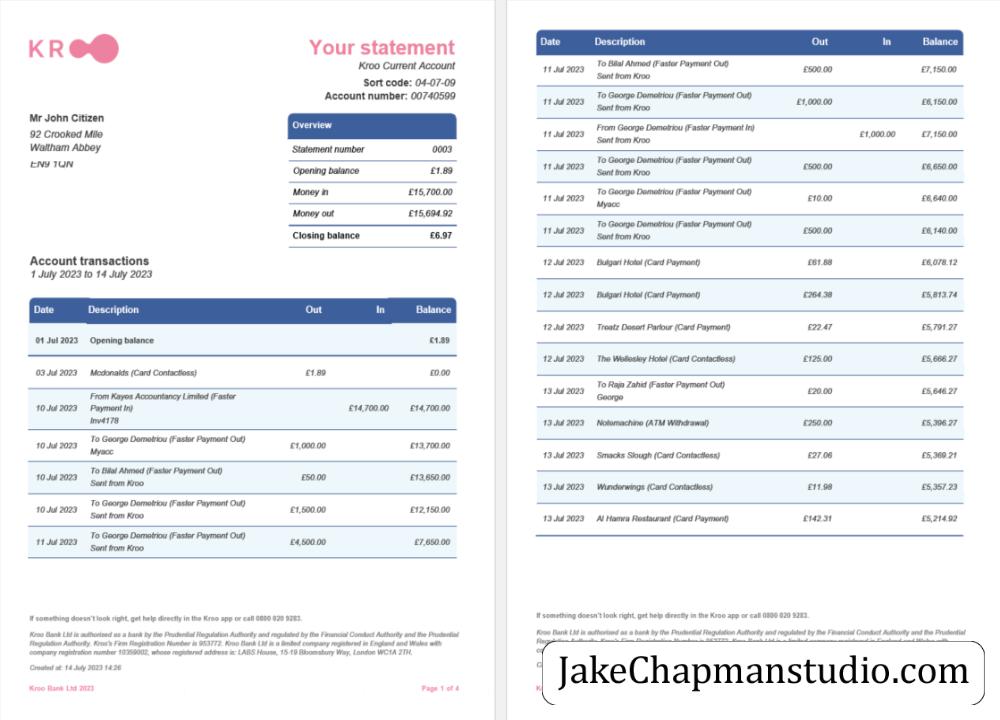 KR
Your statement
Kroo Current Account
Sort code: 04-07-09
Account number: 00740599
Mr John Citizen
92 Crooked Mile
Waltham Abbey
EN9 1QN
Overview
Statement number 0003
Opening balance £1.89
Money in £15,700.00
Money out £15,694.92
Closing balance £6.97
Account transactions
1 July 2023 to 14 July 2023
Date Description Out In Balance
01 Jul 2023 Opening balance £1.89
03 Jul 2023 Mcdonalds (Card Contactless) £1.89 £0.00
From Kayes Accountancy Limited (Faster
10 Jul 2023 Payment In) £14,700.00 £14,700.00
Inv4178
To George Demetriou (Faster Payment Out)
10 Jul 2023 £1,000.00 £13,700.00
Myacc
To Bilal Ahmed (Faster Payment Out)
10 Jul 2023 £50.00 £13,650.00
Sent from Kroo
To George Demetriou (Faster Payment Out)
10 Jul 2023 £1,500.00 £12,150.00
Sent from Kroo
To George Demetriou (Faster Payment Out)
11 Jul 2023 £4,500.00 £7,650.00
Sent from Kroo
If something doesn't look right, get help directly in the Kroo app or call 0800 020 9283.
Kroo Bank Ltd is authorised as a bank by the Prudential Regulation Authority and regulated by the Financial Conduct Authority and the Prudential
Regulation Authority. Kroo's Firm Registration Number is 953772. Kroo Bank Ltd is a limited company registered in England and Wales with
company registration number 10359002, whose registered address is: LABS House, 15-19 Bloomsbury Way, London WC1A 2TH.
Created at: 14 July 2023 14:26
Kroo Bank Ltd 2023 Page 1 of 4
Date Description Out In Balance
To Bilal Ahmed (Faster Payment Out)
11 Jul 2023 £500.00 £7,150.00
Sent from Kroo
To George Demetriou (Faster Payment Out)
11 Jul 2023 £1,000.00 £6,150.00
Sent from Kroo
From George Demetriou (Faster Payment In)
11 Jul 2023 £1,000.00 £7,150.00
Sent from Kroo
To George Demetriou (Faster Payment Out)
11 Jul 2023 £500.00 £6,650.00
Sent from Kroo
To George Demetriou (Faster Payment Out)
11 Jul 2023 £10.00 £6,640.00
Myacc
To George Demetriou (Faster Payment Out)
11 Jul 2023 £500.00 £6,140.00
Sent from Kroo
12 Jul 2023 Bulgari Hotel (Card Payment) £61.88 £6,078.12
12 Jul 2023 Bulgari Hotel (Card Payment) £264.38 £5,813.74
12 Jul 2023 Treatz Desert Parlour (Card Payment) £22.47 £5,791.27
12 Jul 2023 The Wellesley Hotel (Card Contactless) £125.00 £5,666.27
To Raja Zahid (Faster Payment Out)
13 Jul 2023 £20.00 £5,646.27
George
13 Jul 2023 Notemachine (ATM Withdrawal) £250.00 £5,396.27
13 Jul 2023 Smacks Slough (Card Contactless) £27.06 £5,369.21
13 Jul 2023 Wunderwings (Card Contactless) £11.98 £5,357.23
13 Jul 2023 Al Hamra Restaurant (Card Payment) £142.31 £5,214.92
If something doesn't look right, get help directly in the Kroo app or call 0800 020 9283.
Kroo Bank Ltd is authorised as a bank by the Prudential Regulation Authority and regulated by the Financial Conduct Authority and the Prudential
JakeChapmanstudio.com